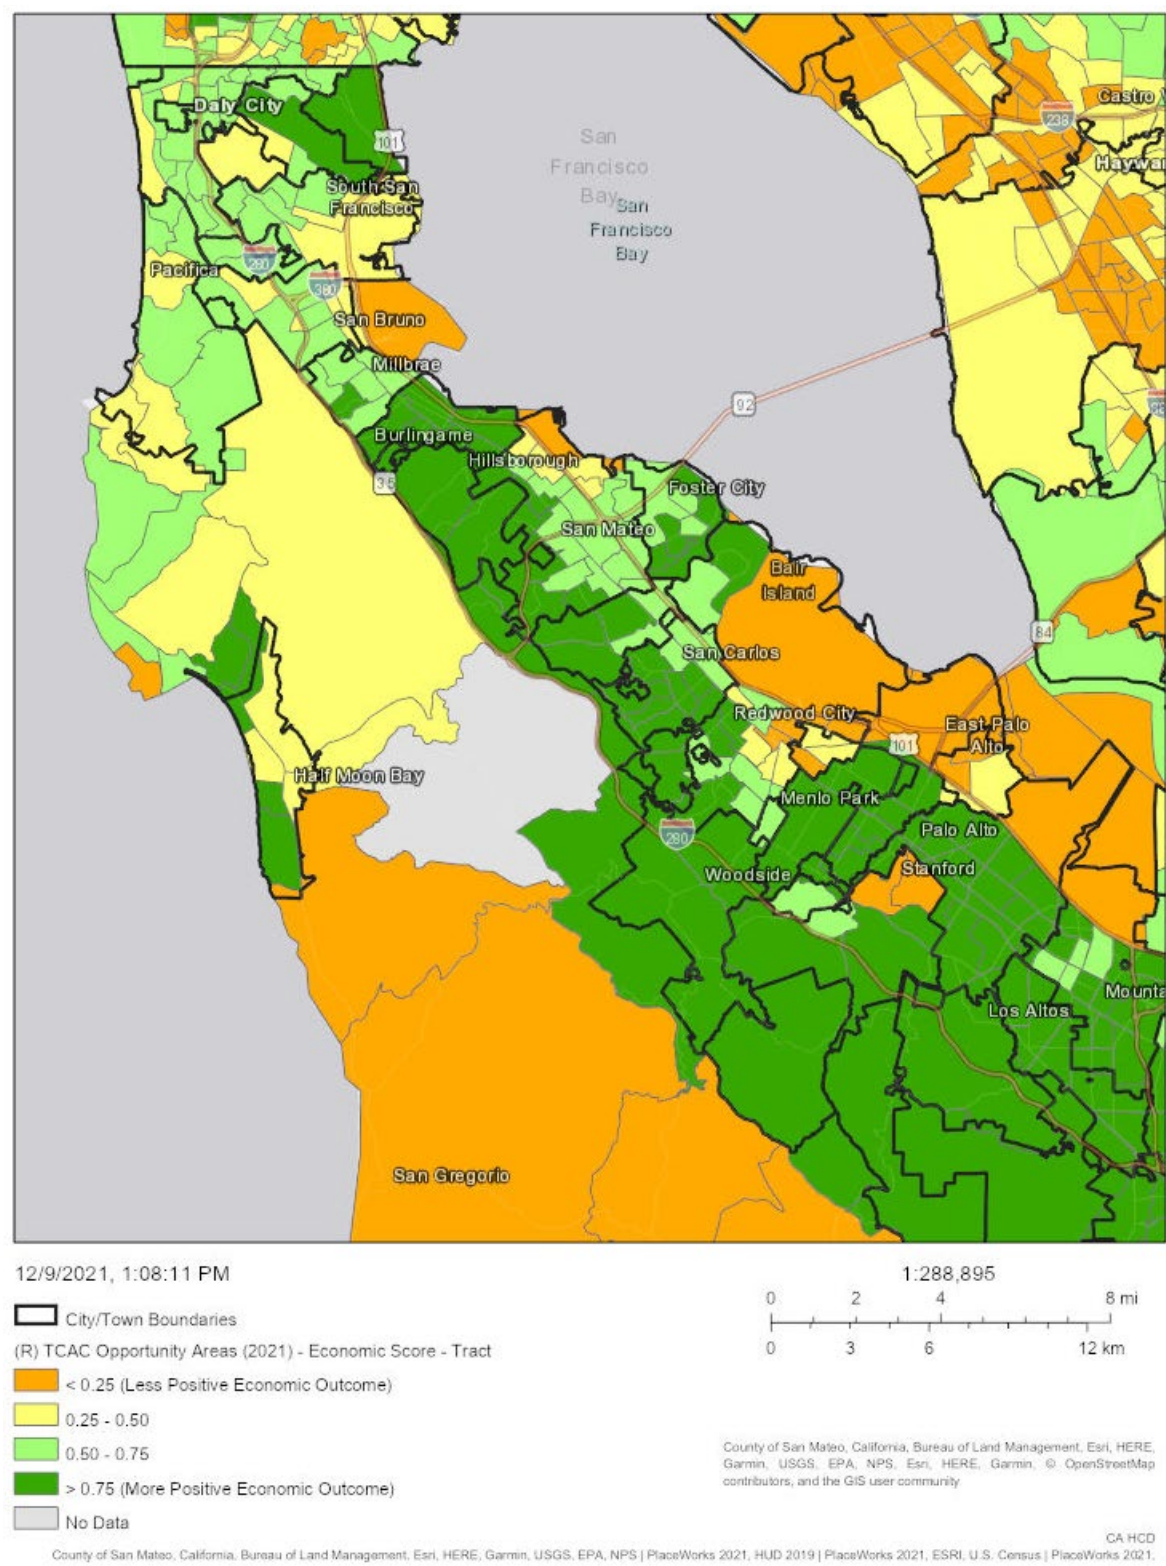 Daly City
Castro V
238
101
Haywar
San
Francisco
Bay
South San
Francisco
San
Francisco
Bay
280
Pacifica
380
San Bruno
Millbrae
92
Burlingame
Hillsborough
35
Foster City
San Mateo
Bair
Island
84
San Carlos
Redwood City
East Palo
Alto
101
Half Moon Bay
Menlo Park
Palo Alto
280
Woodside
Stanford
Los Altos
Mounta
San Gregorio
12/9/2021, 1:08:11 PM
1:288,895
0 2 4 8 mi
0 3 6 12 km
City/Town Boundaries
(R) TCAC Opportunity Areas (2021) - Economic Score - Tract
< 0.25 (Less Positive Economic Outcome)
0.25 - 0.50
0.50 - 0.75
> 0.75 (More Positive Economic Outcome)
No Data
County of San Mateo, California, Bureau of Land Management, Esri, HERE,
Garmin, USGS, EPA, NPS, Esri, HERE, Garmin, © OpenStreetMap
contributors, and the GIS user community
CA HCD
County of San Mateo, California, Bureau of Land Management, Esri, HERE, Garmin, USGS, EPA, NPS | PlaceWorks 2021, HUD 2019 | PlaceWorks 2021, ESRI, U.S. Census | PlaceWorks 2021,